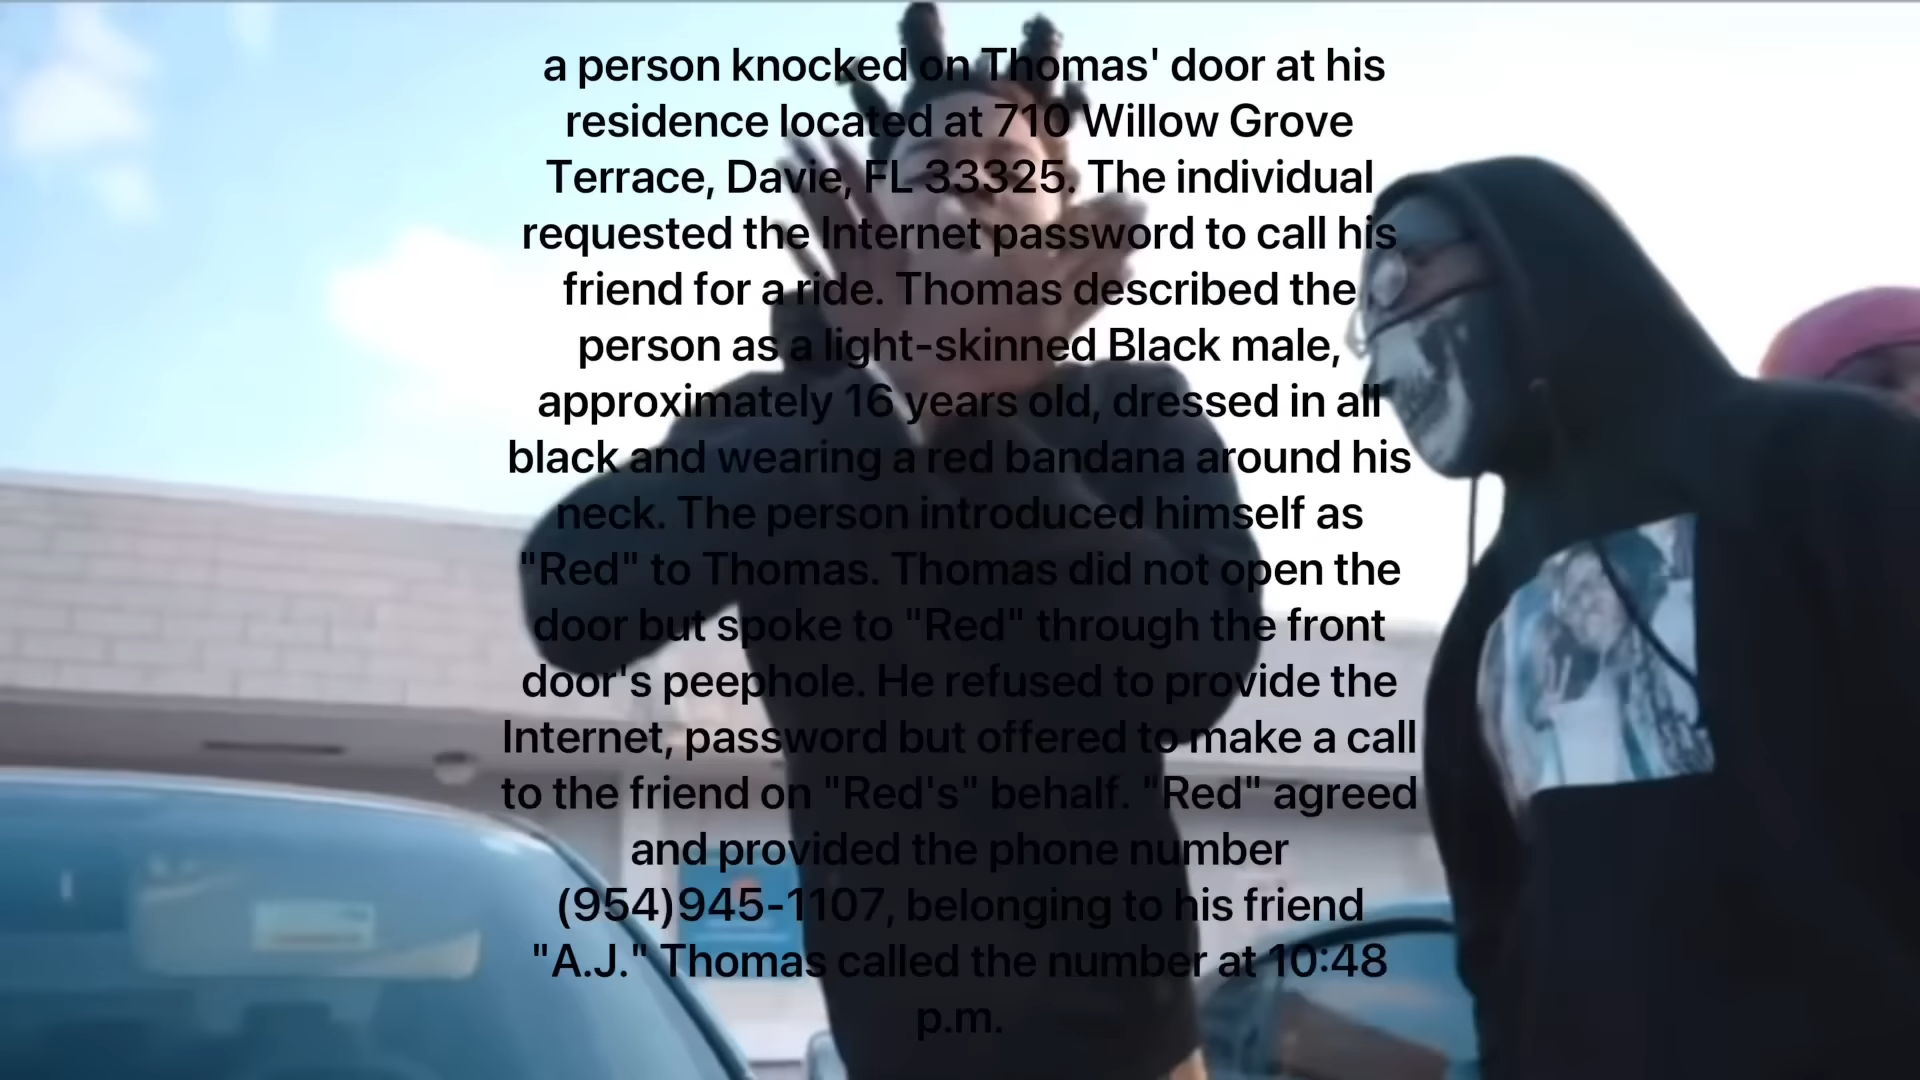 a person knocked on Thomas' door at his
residence located at 710 Willow Grove
Terrace, Davie, FL 33325. The individual
requested the Internet password to call his
friend for a ride. Thomas described the
person as a light-skinned Black male,
approximately 16 years old, dressed in all
black and wearing a red bandana around his
neck. The person introduced himself as
"Red" to Thomas. Thomas did not open the
door but spoke to "Red" through the front
door's peephole. He refused to provide the
Internet, password but offered to make a call
to the friend on "Red's" behalf. "Red" agreed
and provided the phone number
(954)945-1107, belonging to his friend
"A.J." Thomas called the number at 10:48
p.m.